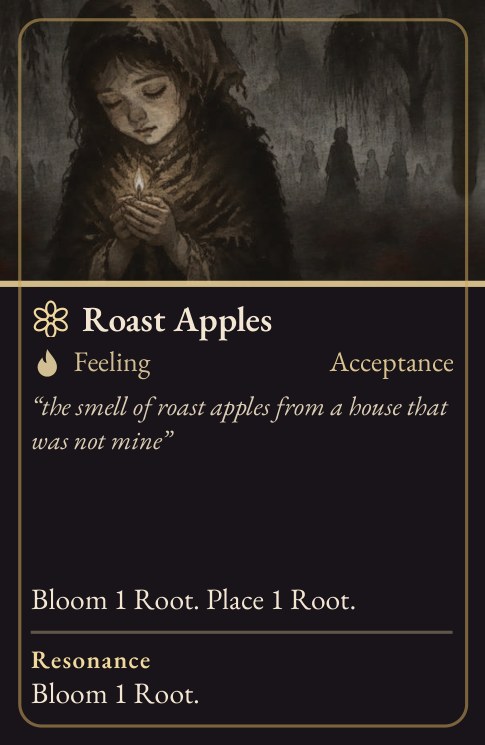 Roast Apples
Feeling Acceptance
“the smell of roast apples from a house that
was not mine”
Bloom 1 Root. Place 1 Root.
Resonance
Bloom 1 Root.